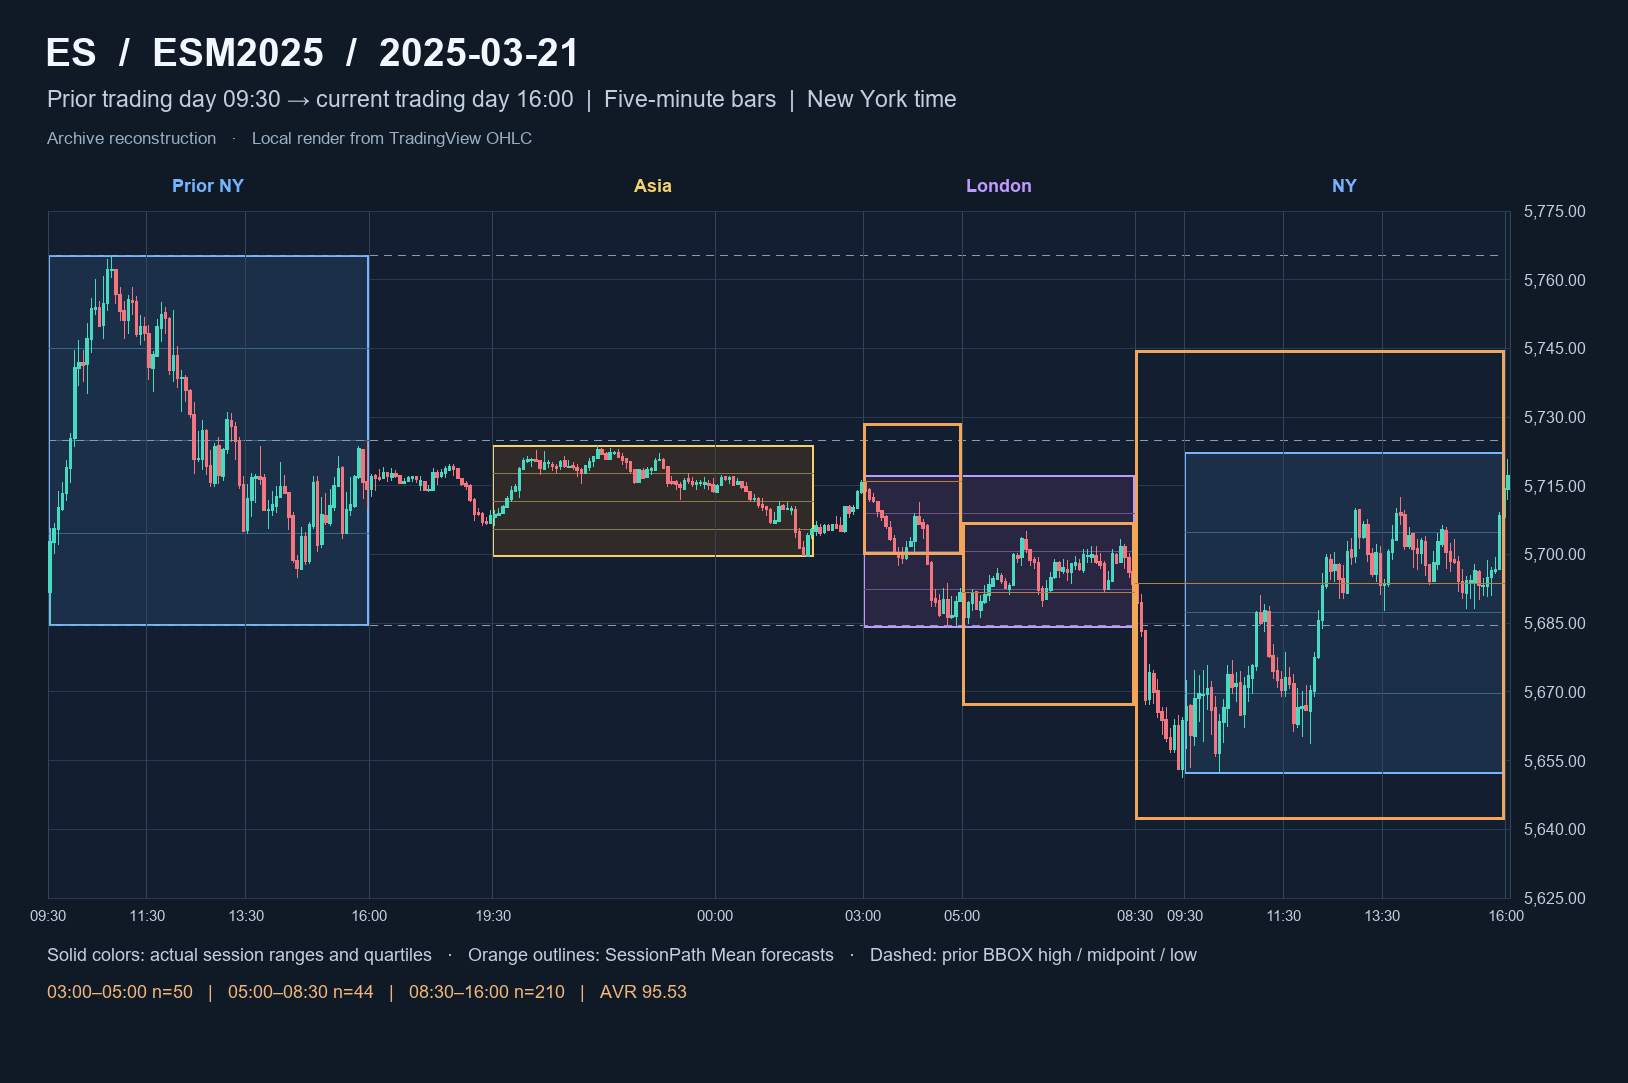 ES / ESM2025 / 2025-03-21
Prior trading day 09:30 → current trading day 16:00 | Five-minute bars | New York time
Archive reconstruction · Local render from TradingView OHLC
Prior NY Asia London NY
5,775.00
5,760.00
5,745.00
5,730.00
5,715.00
5,700.00
5,685.00
5,670.00
5,655.00
5,640.00
5,625.00
09:30 11:30 13:30 16:00 19:30 00:00 03:00 05:00 08:30 09:30 11:30 13:30 16:00
Solid colors: actual session ranges and quartiles · Orange outlines: SessionPath Mean forecasts · Dashed: prior BBOX high / midpoint / low
03:00–05:00 n=50 | 05:00–08:30 n=44 | 08:30–16:00 n=210 | AVR 95.53